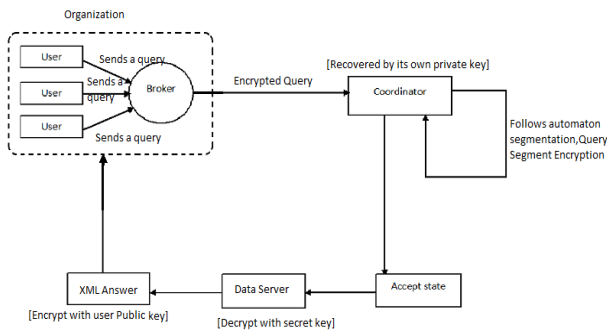 Organization
User
Sends a query
User
Sends a
query
User
Sends a query
Broker
Encrypted Query
[Recovered by its own private key]
Coordinator
Follows automaton
segmentation,Query
Segment Encryption
XML Answer
[Encrypt with user Public key]
Data Server
[Decrypt with secret key]
Accept state